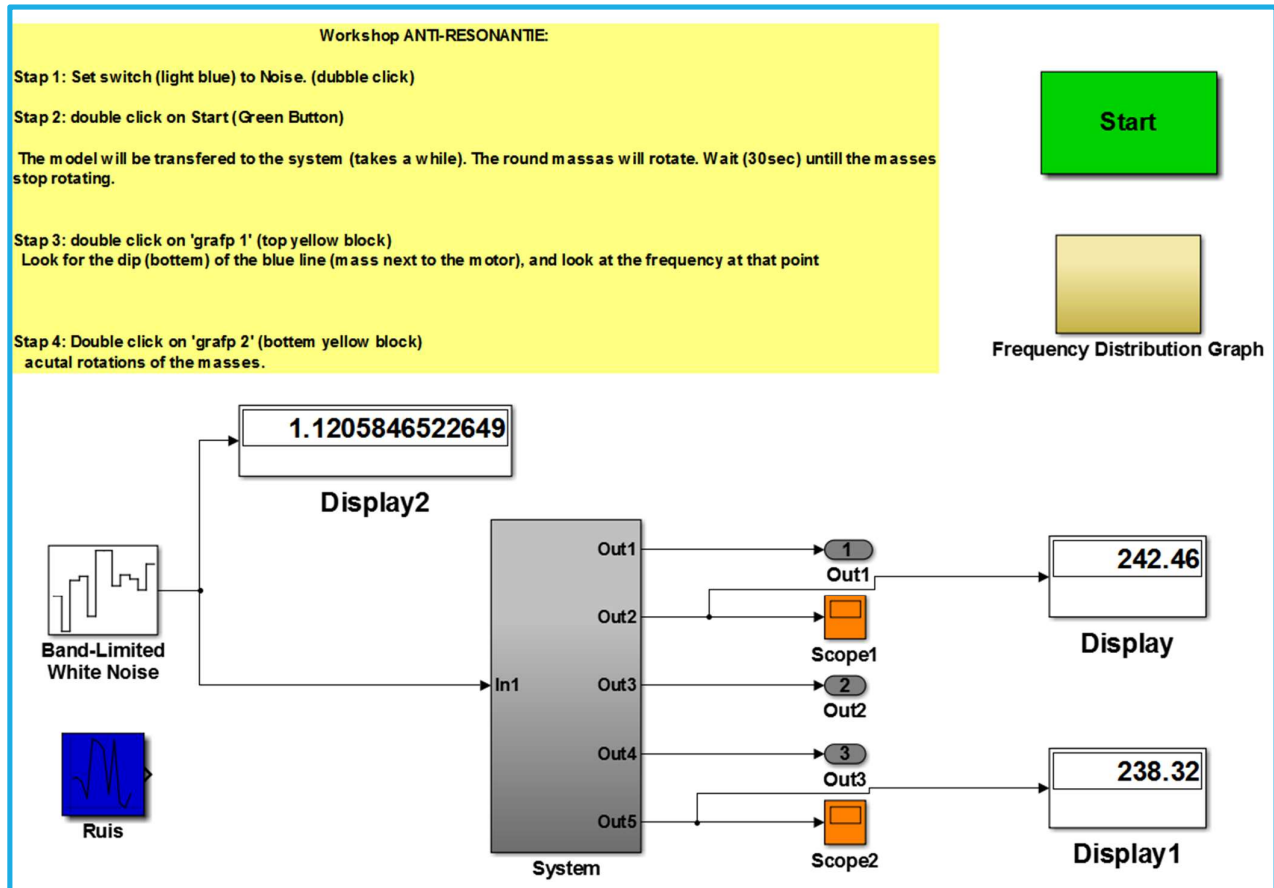 Workshop ANTI-RESONANTIE:
Stap 1: Set switch (light blue) to Noise. (dubble click)
Stap 2: double click on Start (Green Button)
The model will be transfered to the system (takes a while). The round massas will rotate. Wait (30sec) untill the masses
stop rotating.
Stap 3: double click on 'grafp 1' (top yellow block)
Look for the dip (bottem) of the blue line (mass next to the motor), and look at the frequency at that point
Stap 4: Double click on 'grafp 2' (bottem yellow block)
acutal rotations of the masses.
Start
Frequency Distribution Graph
1.1205846522649
Display2
Band-Limited
White Noise
Ruis
In1
Out1
Out2
Out3
Out4
Out5
System
1
Out1
Scope1
2
Out2
3
Out3
Scope2
242.46
Display
238.32
Display1